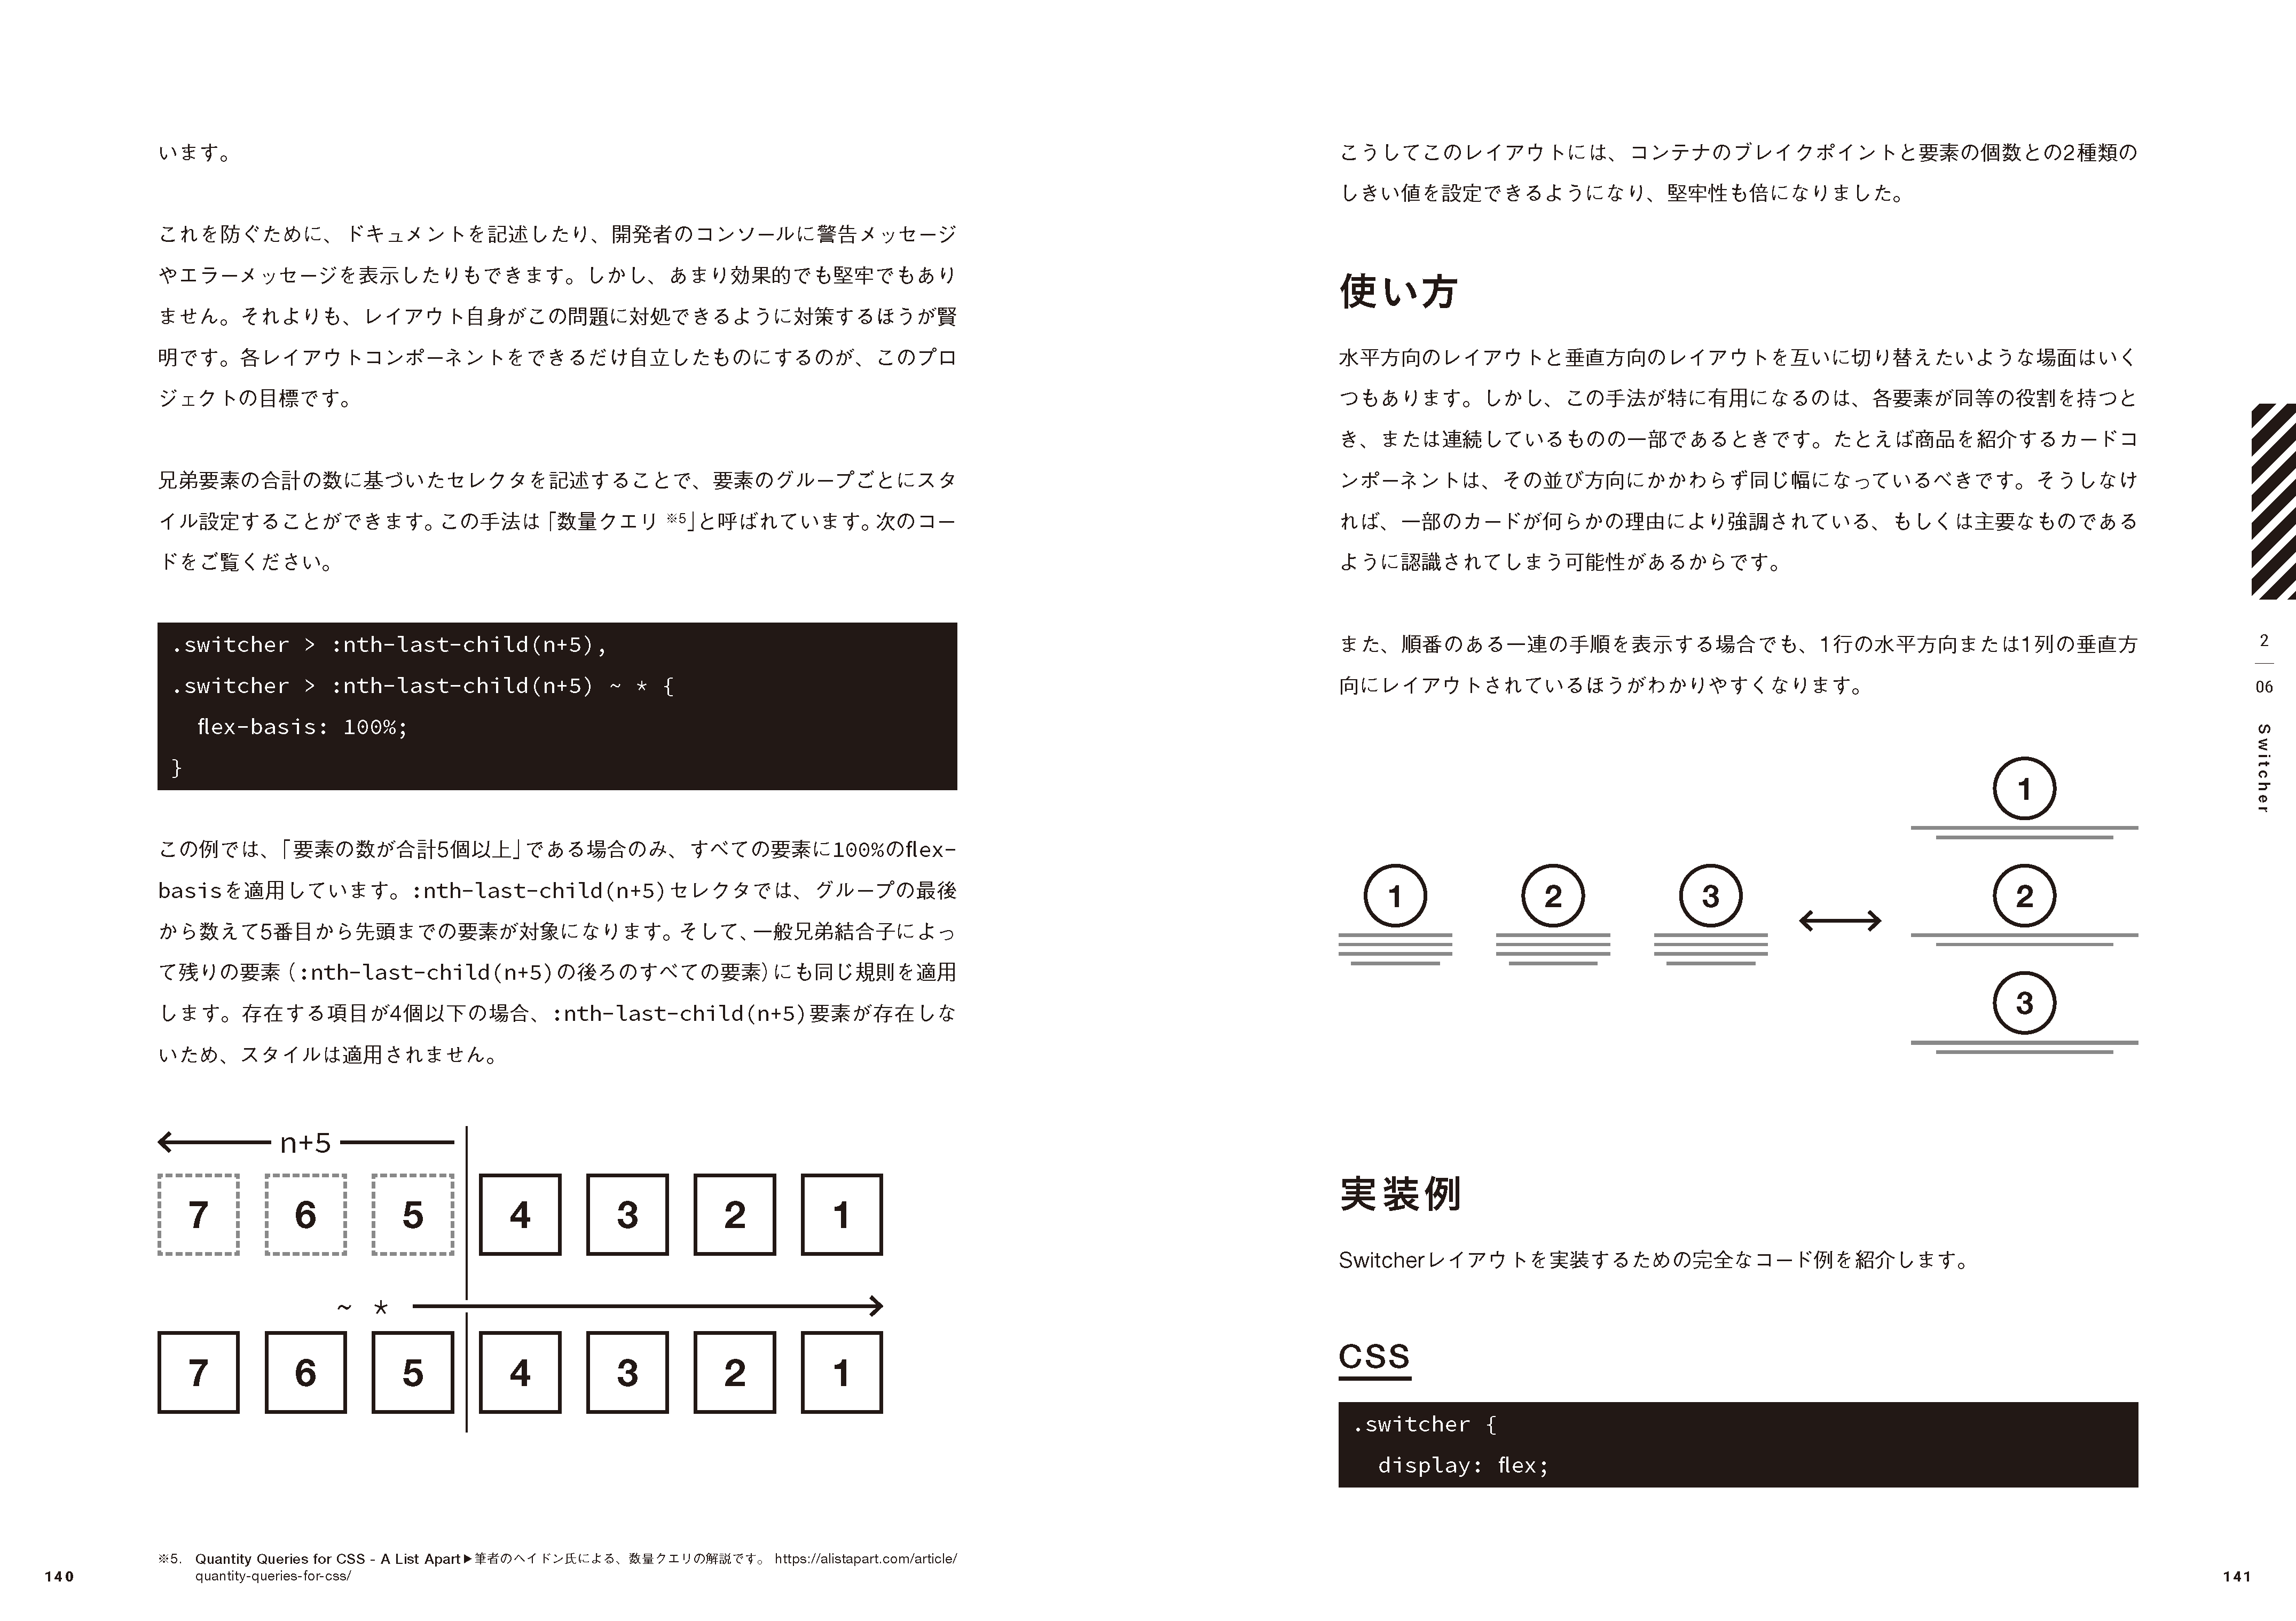 います。
これを防ぐために、ドキュメントを記述したり、開発者のコンソールに警告メッセージ
やエラーメッセージを表示したりもできます。しかし、あまり効果的でも堅牢でもあり
ません。それよりも、レイアウト自身がこの問題に対処できるように対策するほうが賢
明です。各レイアウトコンポーネントをできるだけ自立したものにするのが、このプロ
ジェクトの目標です。
兄弟要素の合計の数に基づいたセレクタを記述することで、要素のグループごとにスタ
イル設定することができます。この手法は「数量クエリ ※5」と呼ばれています。次のコー
ドをご覧ください。
.switcher > :nth-last-child(n+5),
.switcher > :nth-last-child(n+5) ~ * {
  flex-basis: 100%;
}
この例では、「要素の数が合計5個以上」である場合のみ、すべての要素に100%のflex-
basisを適用しています。:nth-last-child(n+5)セレクタでは、グループの最後
から数えて5番目から先頭までの要素が対象になります。そして、一般兄弟結合子によっ
て残りの要素（:nth-last-child(n+5)の後ろのすべての要素）にも同じ規則を適用
します。存在する項目が4個以下の場合、:nth-last-child(n+5)要素が存在しな
いため、スタイルは適用されません。
n+5
7 6 5 4 3 2 1
~ *
7 6 5 4 3 2 1
※5. Quantity Queries for CSS - A List Apart▶筆者のヘイドン氏による、数量クエリの解説です。 https://alistapart.com/article/
quantity-queries-for-css/
140
こうしてこのレイアウトには、コンテナのブレイクポイントと要素の個数との2種類の
しきい値を設定できるようになり、堅牢性も倍になりました。
使い方
水平方向のレイアウトと垂直方向のレイアウトを互いに切り替えたいような場面はいく
つもあります。しかし、この手法が特に有用になるのは、各要素が同等の役割を持つと
き、または連続しているものの一部であるときです。たとえば商品を紹介するカードコ
ンポーネントは、その並び方向にかかわらず同じ幅になっているべきです。そうしなけ
れば、一部のカードが何らかの理由により強調されている、もしくは主要なものである
ように認識されてしまう可能性があるからです。
また、順番のある一連の手順を表示する場合でも、1行の水平方向または1列の垂直方
向にレイアウトされているほうがわかりやすくなります。
1 2 3
1
2
3
実装例
Switcherレイアウトを実装するための完全なコード例を紹介します。
CSS
.switcher {
  display: flex;
2
06
Switcher
141